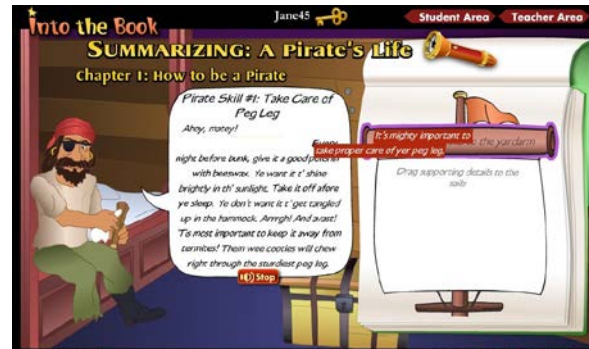 Into the Book
Jane45
Student Area
Teacher Area
SUMMARIZING: A PIRATE'S LIFE
Chapter 1: How to be a Pirate
Pirate Skill #1: Take Care of
Peg Leg
Ahoy, matey!
Every
night before bunk, give it a good polish
with beeswax. Ye want it t' shine
brightly in th' sunlight. Take it off afore
ye sleep. Ye don't want it t' get tangled
up in the hammock. Arrrgh! And avast!
'Tis most important to keep it away from
termites! Them wee cooties will chew
right through the sturdiest peg leg.
Stop
It's mighty important to
take proper care of yer peg leg.
to the yardarm
Drag supporting details to the
sails